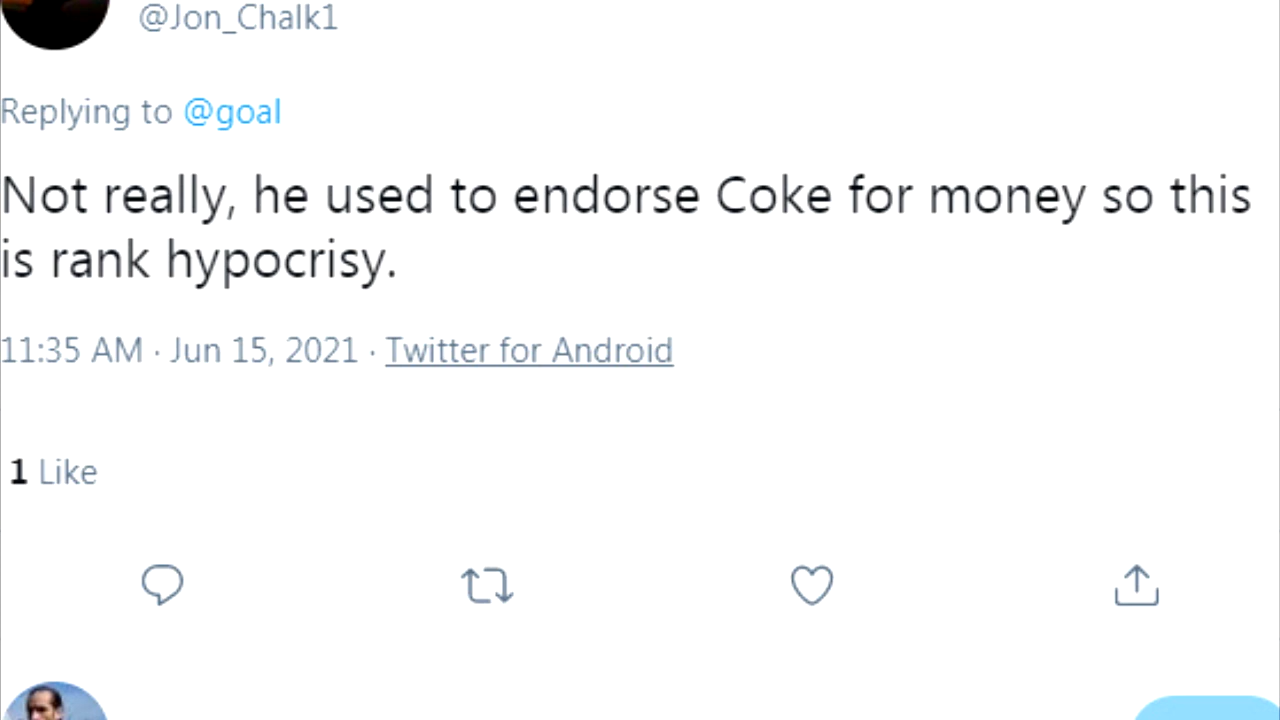 @Jon_Chalk1
Replying to @goal
Not really, he used to endorse Coke for money so this
is rank hypocrisy.
11:35 AM · Jun 15, 2021 · Twitter for Android
1 Like